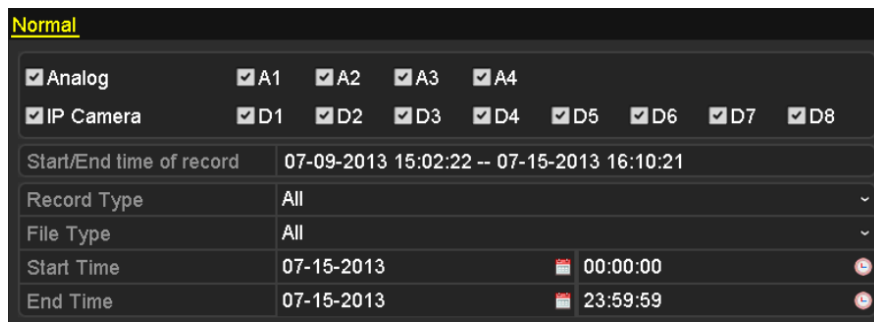 Normal
Analog A1 A2 A3 A4
IP Camera D1 D2 D3 D4 D5 D6 D7 D8
Start/End time of record 07-09-2013 15:02:22 -- 07-15-2013 16:10:21
Record Type All
File Type All
Start Time 07-15-2013 00:00:00
End Time 07-15-2013 23:59:59